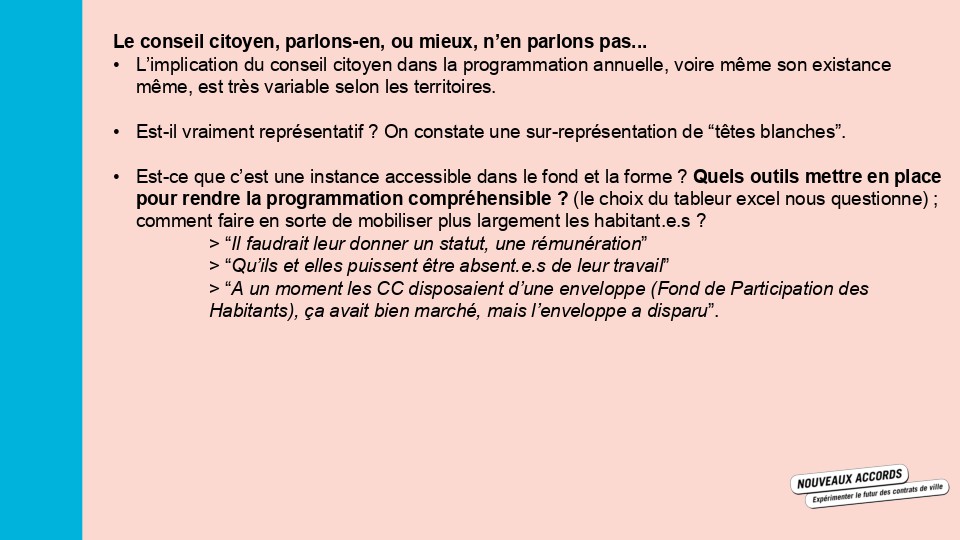 Le conseil citoyen, parlons-en, ou mieux, n’en parlons pas...
• L’implication du conseil citoyen dans la programmation annuelle, voire même son existance
même, est très variable selon les territoires.
• Est-il vraiment représentatif ? On constate une sur-représentation de “têtes blanches”.
• Est-ce que c’est une instance accessible dans le fond et la forme ? Quels outils mettre en place
pour rendre la programmation compréhensible ? (le choix du tableur excel nous questionne) ;
comment faire en sorte de mobiliser plus largement les habitant.e.s ?
> “Il faudrait leur donner un statut, une rémunération”
> “Qu’ils et elles puissent être absent.e.s de leur travail”
> “A un moment les CC disposaient d’une enveloppe (Fond de Participation des
Habitants), ça avait bien marché, mais l’enveloppe a disparu”.
NOUVEAUX ACCORDS
Expérimenter le futur des contrats de ville